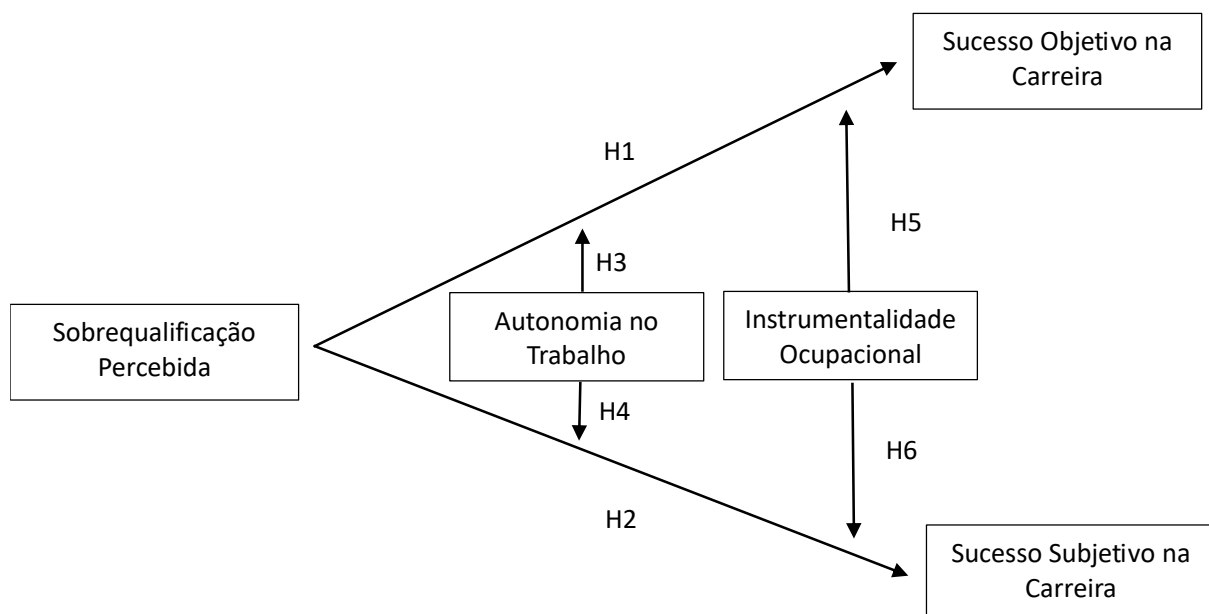 Sucesso Objetivo na
Carreira
H1
H5
H3
Sobrequalificação
Percebida
Autonomia no
Trabalho
Instrumentalidade
Ocupacional
H4
H6
H2
Sucesso Subjetivo na
Carreira